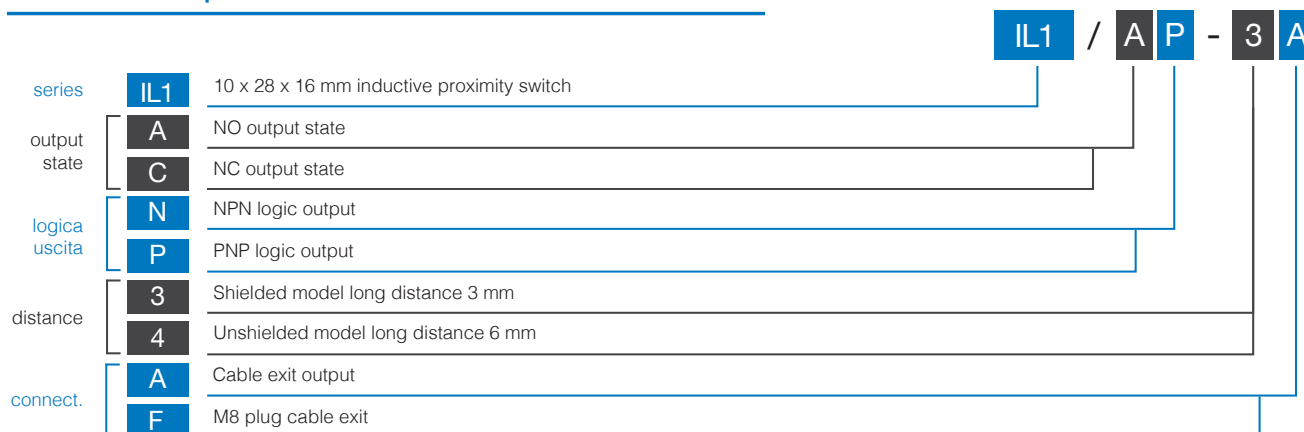 IL1 / A P - 3 A
series IL1 10 x 28 x 16 mm inductive proximity switch
output state
A NO output state
C NC output state
logica uscita
N NPN logic output
P PNP logic output
distance
3 Shielded model long distance 3 mm
4 Unshielded model long distance 6 mm
connect.
A Cable exit output
F M8 plug cable exit